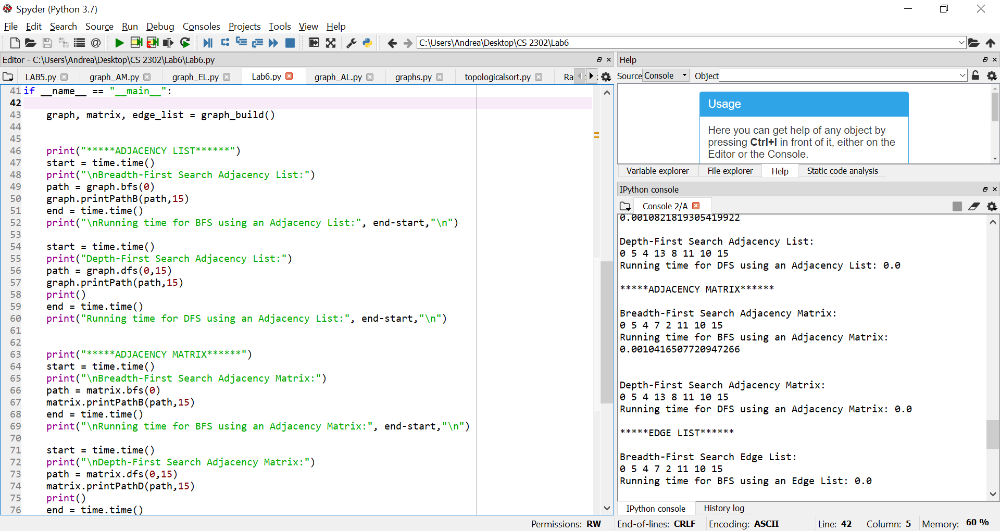 Spyder (Python 3.7)
File Edit Search Source Run Debug Consoles Projects Tools View Help
C:\Users\Andrea\Desktop\CS 2302\Lab6
Editor - C:\Users\Andrea\Desktop\CS 2302\Lab6\Lab6.py
LAB5.py graph_AM.py graph_EL.py Lab6.py graph_AL.py graphs.py topologicalsort.py Ra
41 if __name__ == "__main__":
42
43 graph, matrix, edge_list = graph_build()
44
45
46 print("*****ADJACENCY LIST******")
47 start = time.time()
48 print("\nBreadth-First Search Adjacency List:")
49 path = graph.bfs(0)
50 graph.printPathB(path,15)
51 end = time.time()
52 print("\nRunning time for BFS using an Adjacency List:", end-start,"\n")
53
54 start = time.time()
55 print("Depth-First Search Adjacency List:")
56 path = graph.dfs(0,15)
57 graph.printPath(path,15)
58 print()
59 end = time.time()
60 print("Running time for DFS using an Adjacency List:", end-start,"\n")
61
62
63 print("*****ADJACENCY MATRIX******")
64 start = time.time()
65 print("\nBreadth-First Search Adjacency Matrix:")
66 path = matrix.bfs(0)
67 matrix.printPathB(path,15)
68 end = time.time()
69 print("\nRunning time for BFS using an Adjacency Matrix:", end-start,"\n")
70
71 start = time.time()
72 print("\nDepth-First Search Adjacency Matrix:")
73 path = matrix.dfs(0,15)
74 matrix.printPathD(path,15)
75 print()
76 end = time.time()
Help
Source Console Object
Usage
Here you can get help of any object by
pressing Ctrl+I in front of it, either on the
Editor or the Console.
Variable explorer File explorer Help Static code analysis
IPython console
Console 2/A
0.0010821819305419922
Depth-First Search Adjacency List:
0 5 4 13 8 11 10 15
Running time for DFS using an Adjacency List: 0.0
*****ADJACENCY MATRIX******
Breadth-First Search Adjacency Matrix:
0 5 4 7 2 11 10 15
Running time for BFS using an Adjacency Matrix:
0.0010416507720947266
Depth-First Search Adjacency Matrix:
0 5 4 13 8 11 10 15
Running time for DFS using an Adjacency Matrix: 0.0
*****EDGE LIST******
Breadth-First Search Edge List:
0 5 4 7 2 11 10 15
Running time for BFS using an Edge List: 0.0
IPython console History log
Permissions: RW End-of-lines: CRLF Encoding: ASCII Line: 42 Column: 5 Memory: 60 %